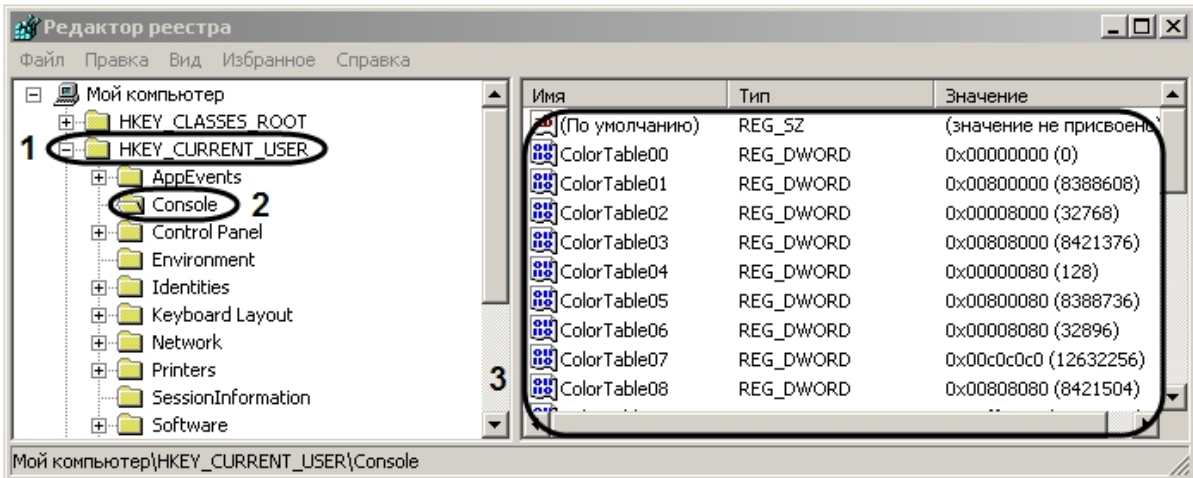 Редактор реестра
Файл Правка Вид Избранное Справка
Мой компьютер
HKEY_CLASSES_ROOT
1 HKEY_CURRENT_USER
AppEvents
Console 2
Control Panel
Environment
Identities
Keyboard Layout
Network
Printers
SessionInformation
Software
3
Имя Тип Значение
(По умолчанию) REG_SZ (значение не присвоено)
ColorTable00 REG_DWORD 0x00000000 (0)
ColorTable01 REG_DWORD 0x00800000 (8388608)
ColorTable02 REG_DWORD 0x00008000 (32768)
ColorTable03 REG_DWORD 0x00808000 (8421376)
ColorTable04 REG_DWORD 0x00000080 (128)
ColorTable05 REG_DWORD 0x00800080 (8388736)
ColorTable06 REG_DWORD 0x00008080 (32896)
ColorTable07 REG_DWORD 0x00c0c0c0 (12632256)
ColorTable08 REG_DWORD 0x00808080 (8421504)
Мой компьютер\HKEY_CURRENT_USER\Console